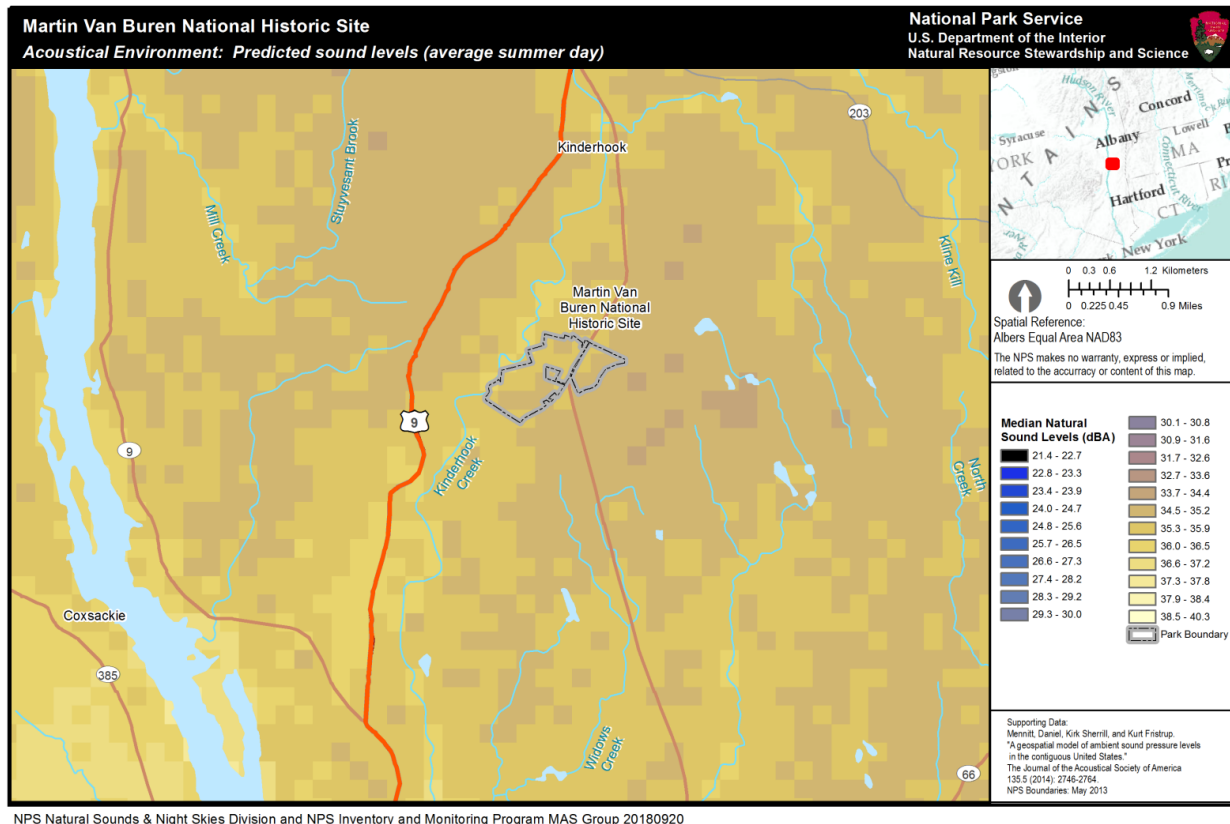 Martin Van Buren National Historic Site
Acoustical Environment: Predicted sound levels (average summer day)
National Park Service
U.S. Department of the Interior
Natural Resource Stewardship and Science
203
Kinderhook
Stuyvesant Brook
Mill Creek
Kline Kill
Martin Van
Buren National
Historic Site
9
9
Kinderhook
Creek
North
Creek
Coxsackie
385
Widows
Creek
66
Hudson River
Concord
Syracuse
Albany
Lowell
YORK
MA
Connecticut River
Hartford
CT
New York
0 0.3 0.6 1.2 Kilometers
0 0.225 0.45 0.9 Miles
Spatial Reference:
Albers Equal Area NAD83
The NPS makes no warranty, express or implied,
related to the accurracy or content of this map.
Median Natural
Sound Levels (dBA)
21.4 - 22.7
22.8 - 23.3
23.4 - 23.9
24.0 - 24.7
24.8 - 25.6
25.7 - 26.5
26.6 - 27.3
27.4 - 28.2
28.3 - 29.2
29.3 - 30.0
30.1 - 30.8
30.9 - 31.6
31.7 - 32.6
32.7 - 33.6
33.7 - 34.4
34.5 - 35.2
35.3 - 35.9
36.0 - 36.5
36.6 - 37.2
37.3 - 37.8
37.9 - 38.4
38.5 - 40.3
Park Boundary
Supporting Data:
Mennitt, Daniel, Kirk Sherrill, and Kurt Fristrup.
"A geospatial model of ambient sound pressure levels
in the contiguous United States."
The Journal of the Acoustical Society of America
135.5 (2014): 2746-2764.
NPS Boundaries: May 2013
NPS Natural Sounds & Night Skies Division and NPS Inventory and Monitoring Program MAS Group 20180920